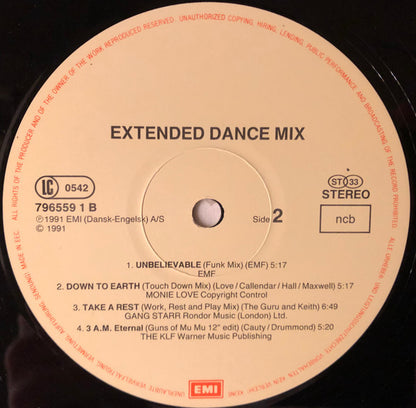 ALL RIGHTS OF THE PRODUCER AND OF THE OWNER OF THE WORK REPRODUCED RESERVED. UNAUTHORIZED COPYING, HIRING, LENDING, PUBLIC PERFORMANCE AND BROADCASTING OF THE RECORD PROHIBITED.
EXTENDED DANCE MIX
LC 0542
796559 1 B
℗ 1991 EMI (Dansk-Engelsk) A/S
© 1991
ST 33
STEREO
ncb
Side 2
1. UNBELIEVABLE (Funk Mix) (EMF) 5:17
EMF
2. DOWN TO EARTH (Touch Down Mix) (Love / Callendar / Hall / Maxwell) 5:17
MONIE LOVE Copyright Control
3. TAKE A REST (Work, Rest and Play Mix) (The Guru and Keith) 6:49
GANG STARR Rondor Music (London) Ltd.
4. 3 A.M. Eternal (Guns of Mu Mu 12" edit) (Cauty / Drummond) 5:20
THE KLF Warner Music Publishing
MADE IN EEC.
EMI